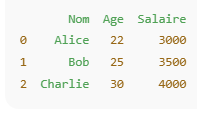 Nom Age Salaire
0 Alice 22 3000
1 Bob 25 3500
2 Charlie 30 4000